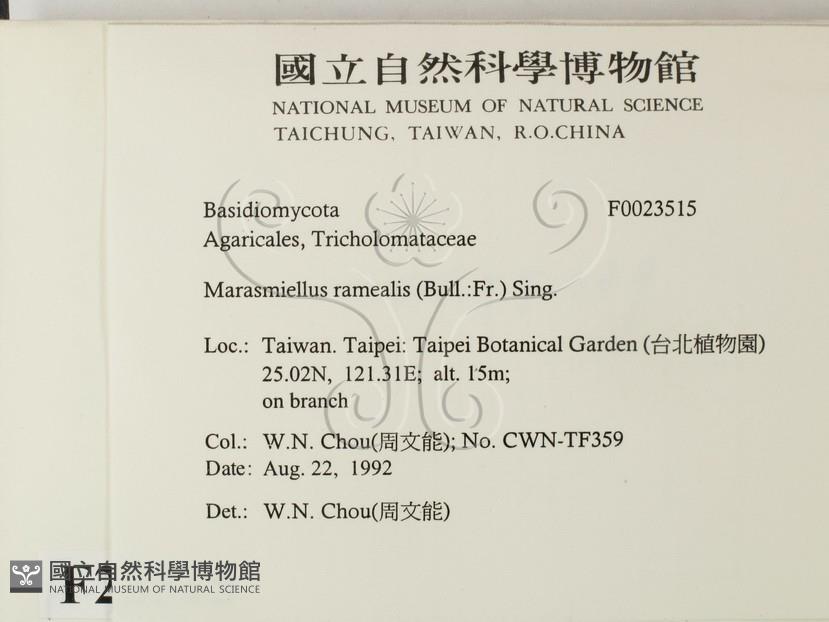 國立自然科學博物館
NATIONAL MUSEUM OF NATURAL SCIENCE
TAICHUNG, TAIWAN, R.O.CHINA
Basidiomycota F0023515
Agaricales, Tricholomataceae
Marasmiellus ramealis (Bull.:Fr.) Sing.
Loc.: Taiwan. Taipei: Taipei Botanical Garden (台北植物園)
25.02N, 121.31E; alt. 15m;
on branch
Col.: W.N. Chou(周文能); No. CWN-TF359
Date: Aug. 22, 1992
Det.: W.N. Chou(周文能)
國立自然科學博物館
NATIONAL MUSEUM OF NATURAL SCIENCE
F2